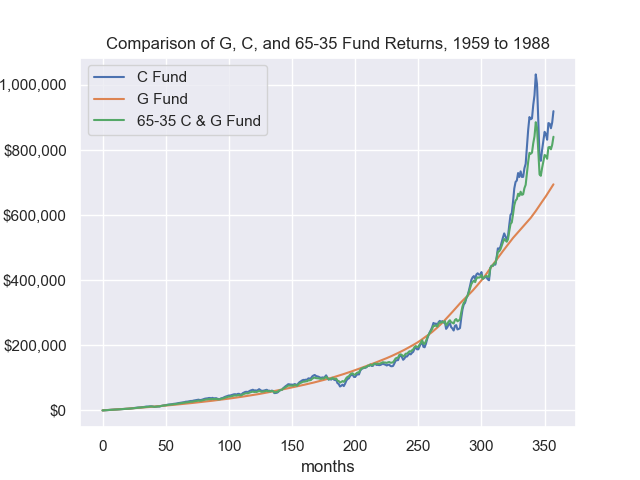 Comparison of G, C, and 65-35 Fund Returns, 1959 to 1988
C Fund
G Fund
65-35 C & G Fund
1,000,000
$800,000
$600,000
$400,000
$200,000
$0
0 50 100 150 200 250 300 350
months